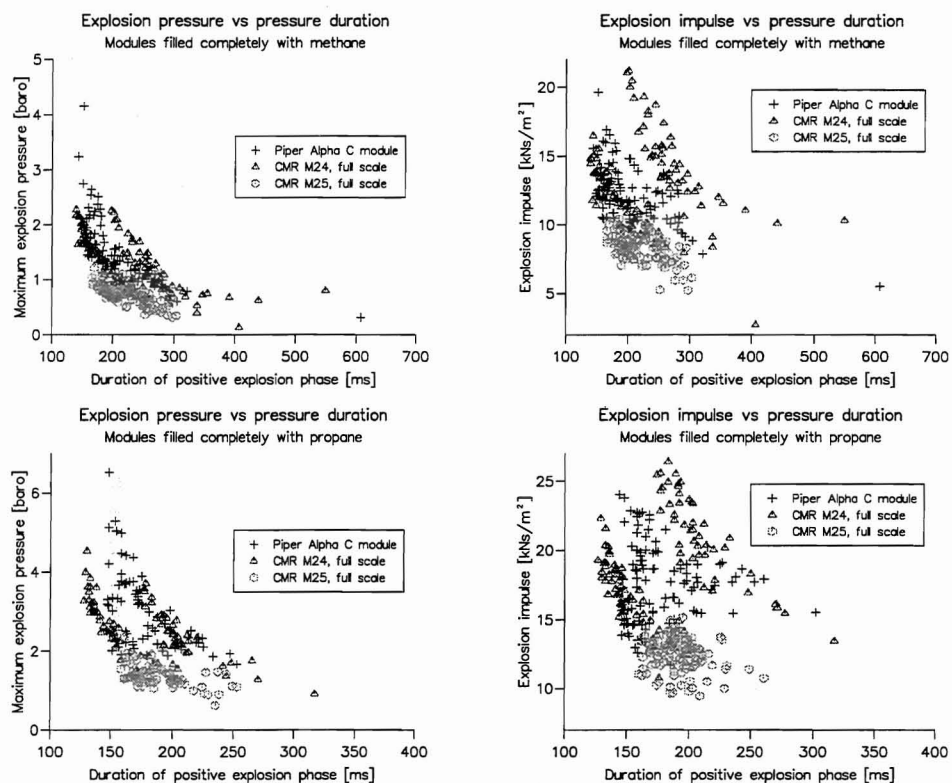 Explosion pressure vs pressure duration
Modules filled completely with methane
Maximum explosion pressure [baro]
5
4
3
2
1
0
+ Piper Alpha C module
CMR M24, full scale
CMR M25, full scale
100 200 300 400 500 600 700
Duration of positive explosion phase [ms]
Explosion impulse vs pressure duration
Modules filled completely with methane
Explosion impulse [kNs/m²]
20
15
10
5
+ Piper Alpha C module
CMR M24, full scale
CMR M25, full scale
100 200 300 400 500 600 700
Duration of positive explosion phase [ms]
Explosion pressure vs pressure duration
Modules filled completely with propane
Maximum explosion pressure [baro]
6
4
2
0
+ Piper Alpha C module
CMR M24, full scale
CMR M25, full scale
100 150 200 250 300 350 400
Duration of positive explosion phase [ms]
Explosion impulse vs pressure duration
Modules filled completely with propane
Explosion impulse [kNs/m²]
25
20
15
10
+ Piper Alpha C module
CMR M24, full scale
CMR M25, full scale
100 150 200 250 300 350 400
Duration of positive explosion phase [ms]